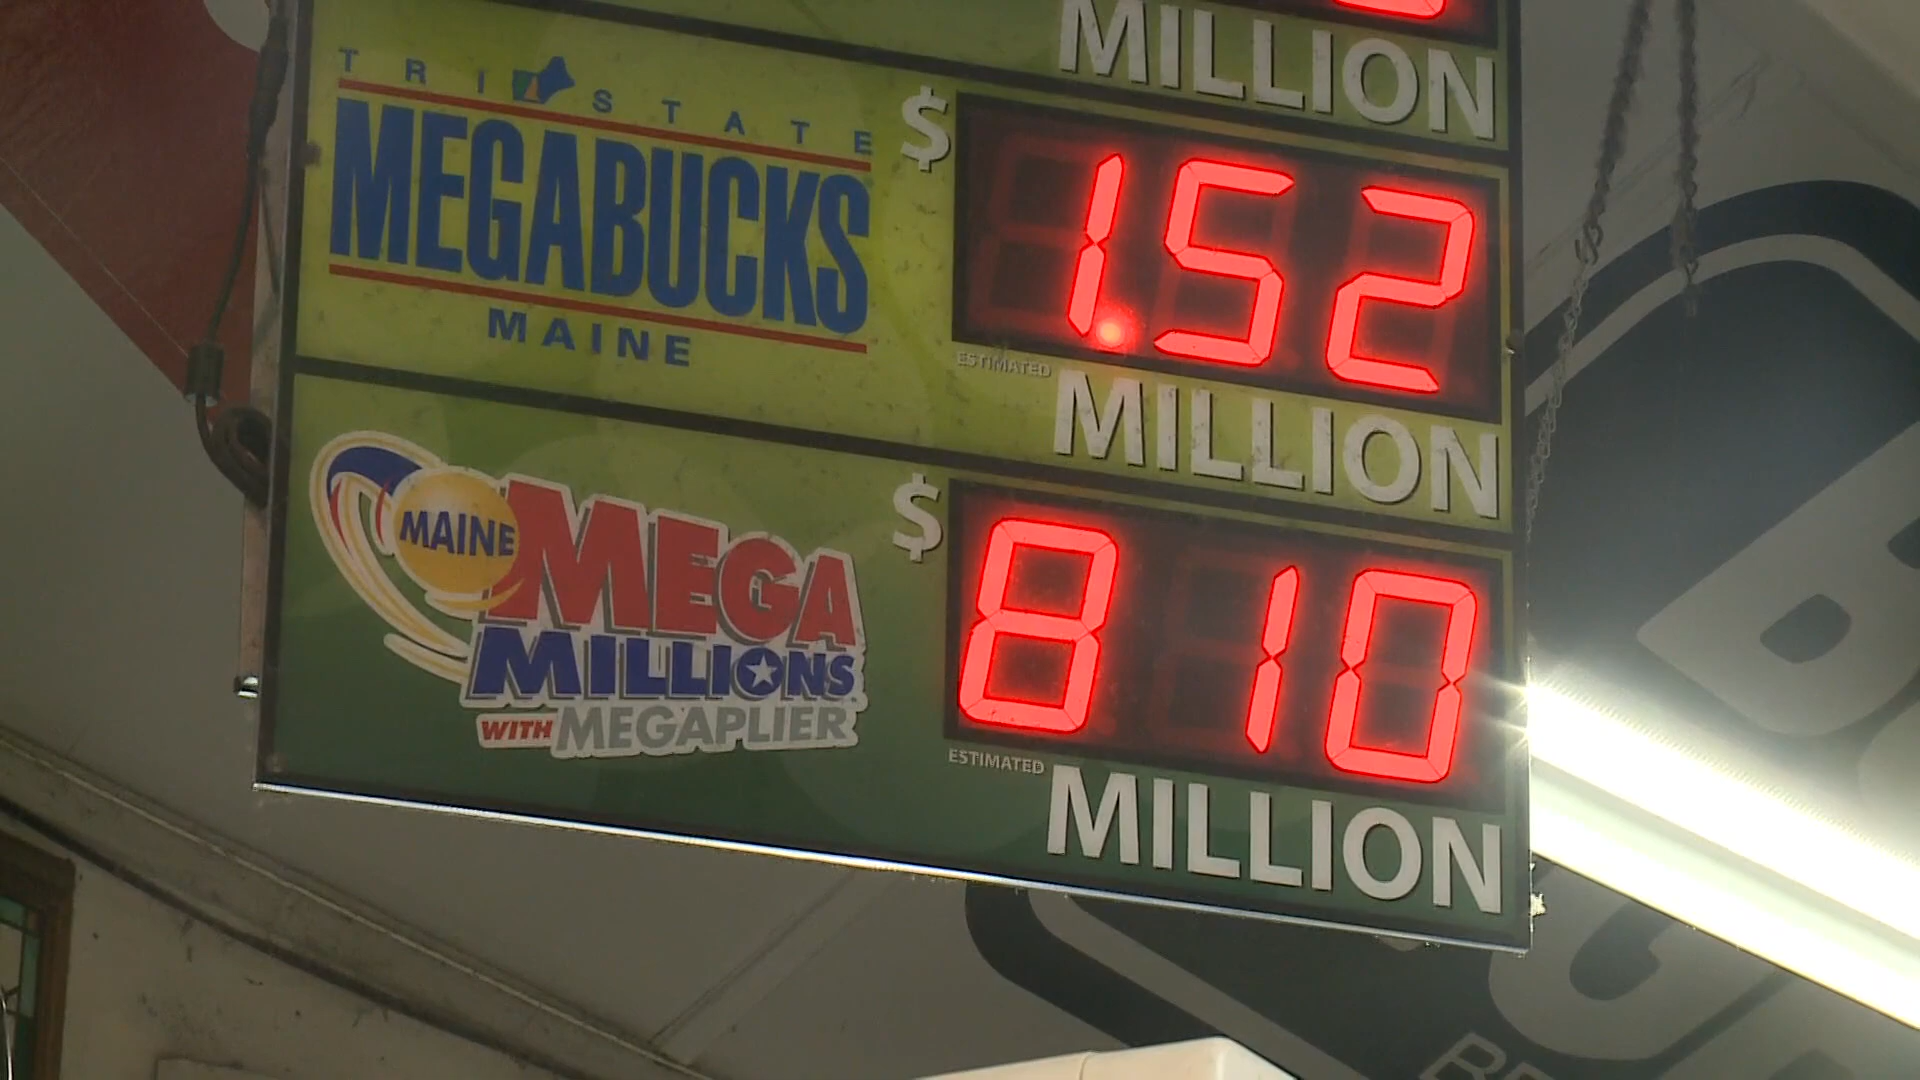 MILLION
TRI STATE
MEGABUCKS
MAINE
$ 1.52
ESTIMATED
MILLION
MAINE
MEGA
MILLIONS
WITH MEGAPLIER
$ 810
ESTIMATED
MILLION